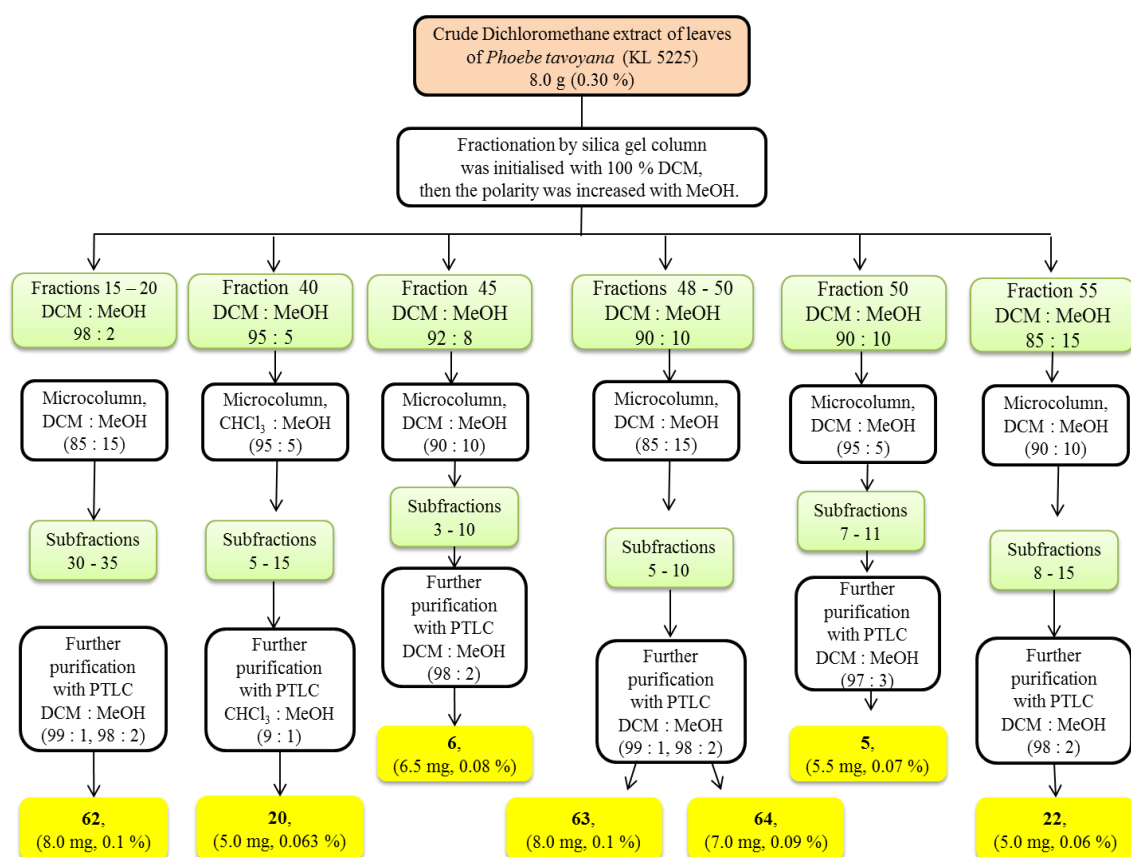 Crude Dichloromethane extract of leaves
of Phoebe tavoyana (KL 5225)
8.0 g (0.30 %)
Fractionation by silica gel column
was initialised with 100 % DCM,
then the polarity was increased with MeOH.
Fractions 15 – 20
DCM : MeOH
98 : 2
Fraction 40
DCM : MeOH
95 : 5
Fraction 45
DCM : MeOH
92 : 8
Fractions 48 - 50
DCM : MeOH
90 : 10
Fraction 50
DCM : MeOH
90 : 10
Fraction 55
DCM : MeOH
85 : 15
Microcolumn,
DCM : MeOH
(85 : 15)
Microcolumn,
CHCl₃ : MeOH
(95 : 5)
Microcolumn,
DCM : MeOH
(90 : 10)
Microcolumn,
DCM : MeOH
(85 : 15)
Microcolumn,
DCM : MeOH
(95 : 5)
Microcolumn,
DCM : MeOH
(90 : 10)
Subfractions
30 - 35
Subfractions
5 - 15
Subfractions
3 - 10
Subfractions
5 - 10
Subfractions
7 - 11
Subfractions
8 - 15
Further
purification
with PTLC
DCM : MeOH
(99 : 1, 98 : 2)
Further
purification
with PTLC
CHCl₃ : MeOH
(9 : 1)
Further
purification
with PTLC
DCM : MeOH
(98 : 2)
Further
purification
with PTLC
DCM : MeOH
(99 : 1, 98 : 2)
Further
purification
with PTLC
DCM : MeOH
(97 : 3)
Further
purification
with PTLC
DCM : MeOH
(98 : 2)
62,
(8.0 mg, 0.1 %)
20,
(5.0 mg, 0.063 %)
6,
(6.5 mg, 0.08 %)
63,
(8.0 mg, 0.1 %)
64,
(7.0 mg, 0.09 %)
5,
(5.5 mg, 0.07 %)
22,
(5.0 mg, 0.06 %)